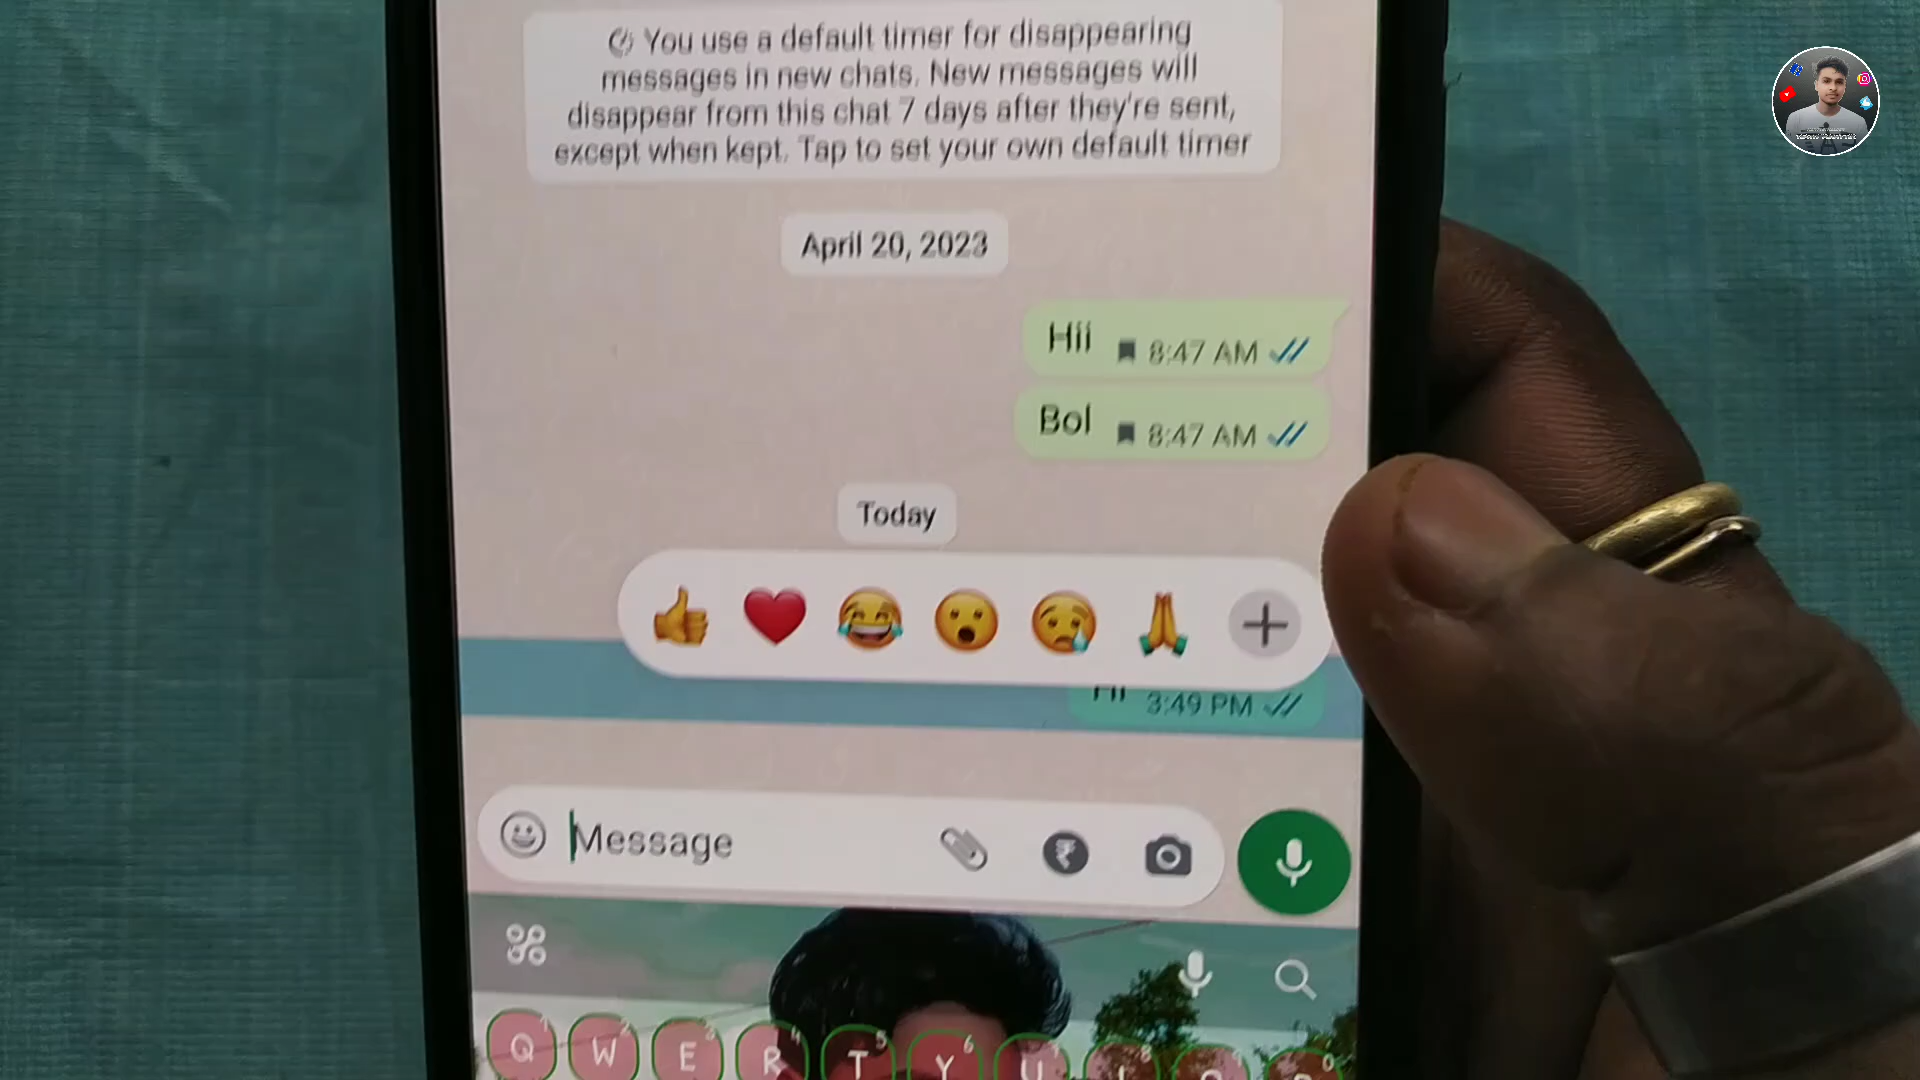 You use a default timer for disappearing
messages in new chats. New messages will
disappear from this chat 7 days after they're sent,
except when kept. Tap to set your own default timer
April 20, 2023
Hii 8:47 AM
Bol 8:47 AM
Today
3:49 PM
Message
Q W E R T Y U